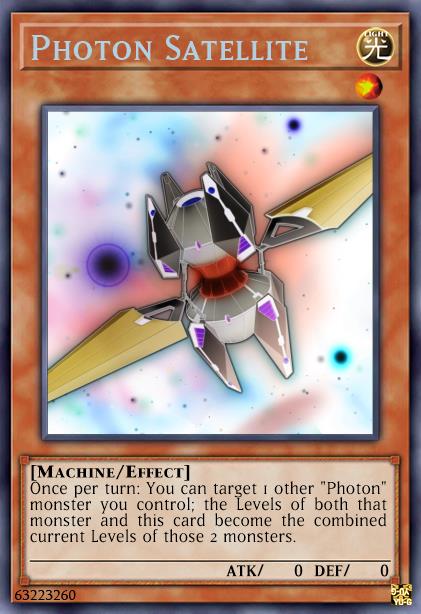 Photon Satellite
LIGHT
光
[Machine/Effect]
Once per turn: You can target 1 other "Photon"
monster you control; the Levels of both that
monster and this card become the combined
current Levels of those 2 monsters.
ATK/ 0 DEF/ 0
63223260